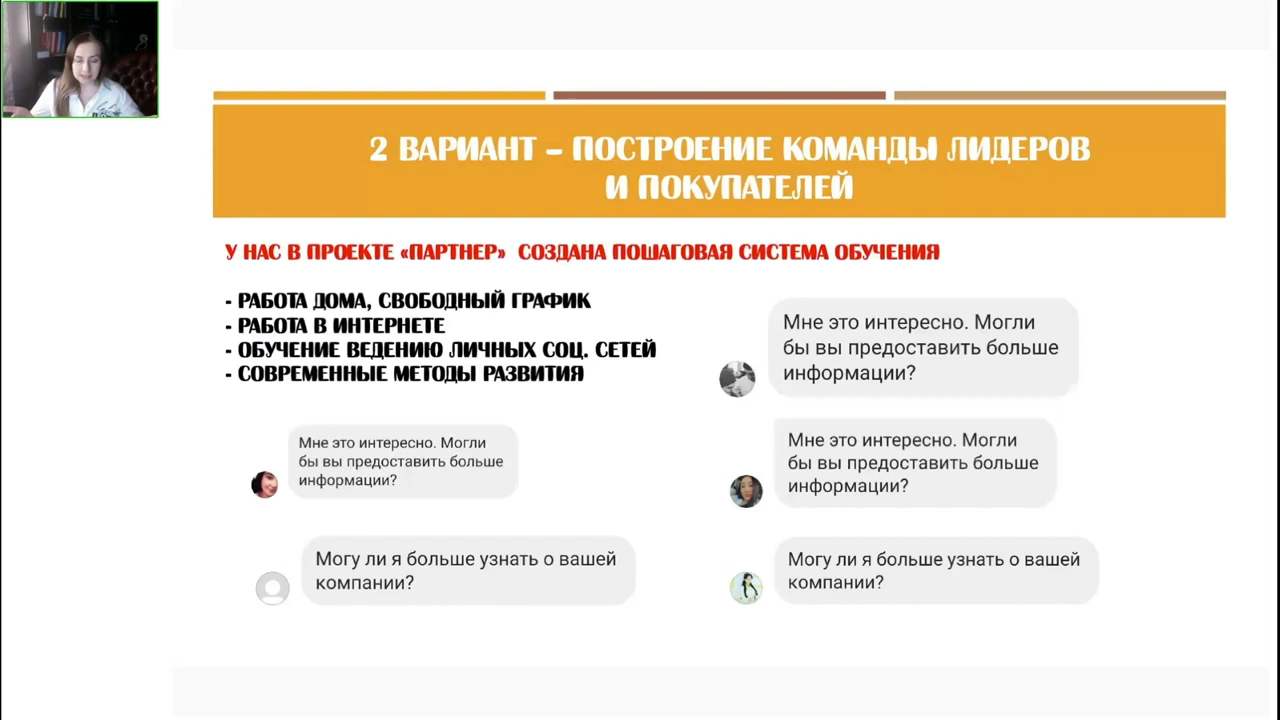 2 ВАРИАНТ – ПОСТРОЕНИЕ КОМАНДЫ ЛИДЕРОВ
И ПОКУПАТЕЛЕЙ
У НАС В ПРОЕКТЕ «ПАРТНЕР» СОЗДАНА ПОШАГОВАЯ СИСТЕМА ОБУЧЕНИЯ
- РАБОТА ДОМА, СВОБОДНЫЙ ГРАФИК
- РАБОТА В ИНТЕРНЕТЕ
- ОБУЧЕНИЕ ВЕДЕНИЮ ЛИЧНЫХ СОЦ. СЕТЕЙ
- СОВРЕМЕННЫЕ МЕТОДЫ РАЗВИТИЯ
Мне это интересно. Могли
бы вы предоставить больше
информации?
Мне это интересно. Могли
бы вы предоставить больше
информации?
Мне это интересно. Могли
бы вы предоставить больше
информации?
Могу ли я больше узнать о вашей
компании?
Могу ли я больше узнать о вашей
компании?